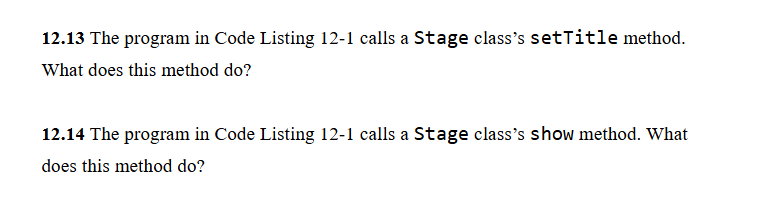 12.13 The program in Code Listing 12-1 calls a Stage class’s setTitle method.
What does this method do?
12.14 The program in Code Listing 12-1 calls a Stage class’s show method. What
does this method do?